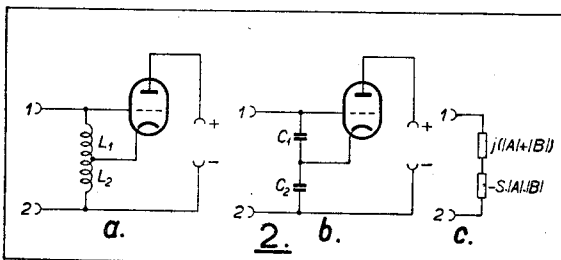 1
L1
L2
+
−
2
a.
1
C1
C2
+
−
2
b.
1
j(|A|+|B|)
−S.|A|.|B|
2
c.
2.